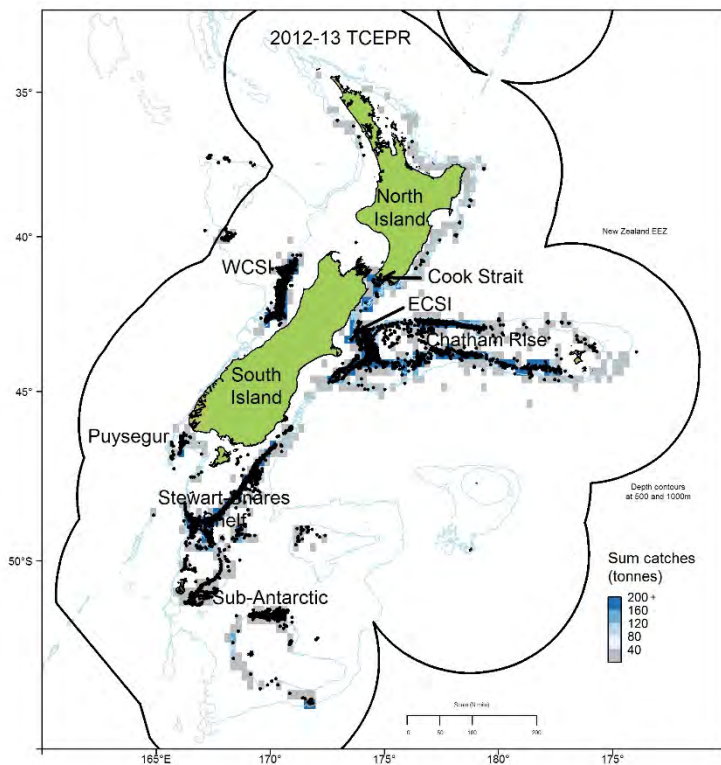 2012-13 TCEPR
35°
North
Island
New Zealand EEZ
40°
WCSI
Cook Strait
ECSI
Chatham Rise
45°
South
Island
Puysegur
Depth contours
at 500 and 1000m
Stewart-Snares
Shelf
50°S
Sub-Antarctic
Sum catches
(tonnes)
200 +
160
120
80
40
0
50
100
200
165°E
170°
175°
180°
175°